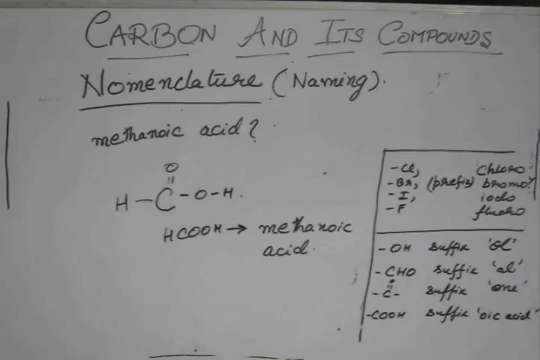 CARBON AND ITS COMPOUNDS
Nomenclature (Naming).
methanoic acid?
O
H-C-O-H.
HCOOH → methanoic
acid.
-Cl, Chloro
-Br, (prefix) bromo
-I, iodo
-F fluoro
-OH suffix 'ol'
-CHO suffix 'al'
O
-C- suffix 'one'
-COOH suffix 'oic acid'